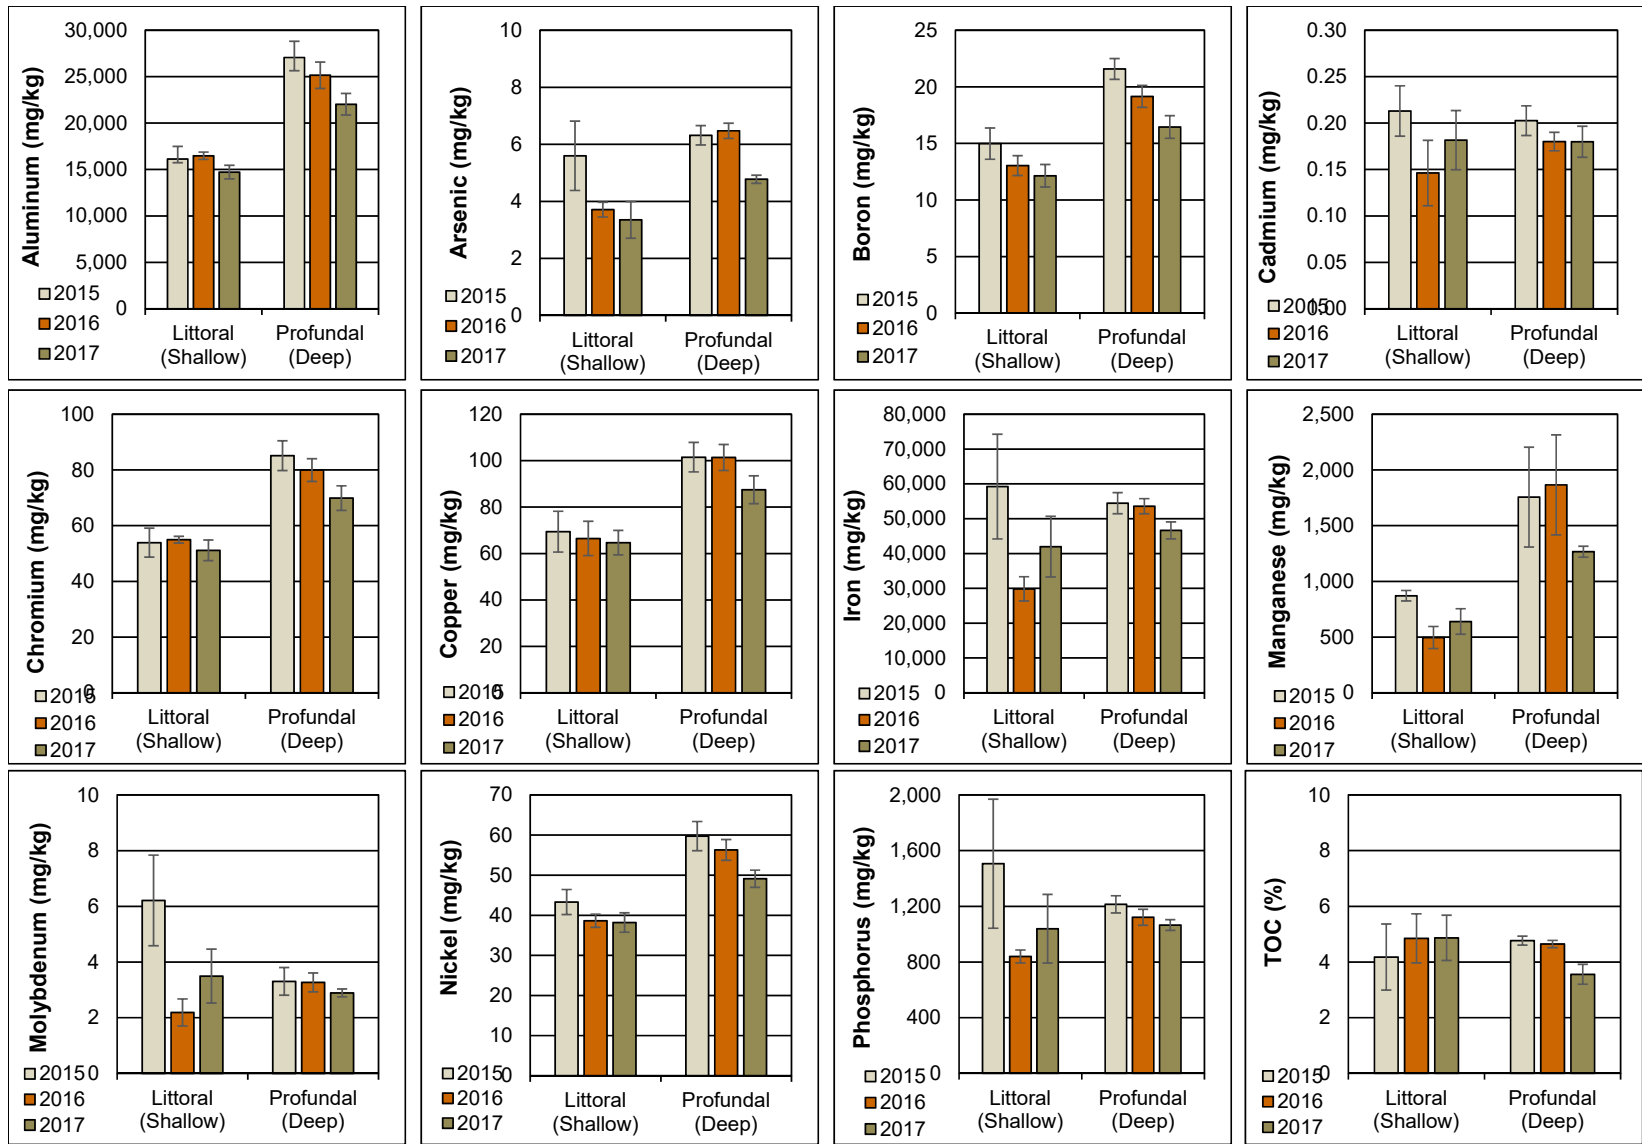 Aluminum (mg/kg)
30,000
25,000
20,000
15,000
10,000
5,000
0
2015
2016
2017
Littoral
(Shallow)
Profundal
(Deep)
Arsenic (mg/kg)
10
8
6
4
2
0
2015
2016
2017
Littoral
(Shallow)
Profundal
(Deep)
Boron (mg/kg)
25
20
15
10
5
0
2015
2016
2017
Littoral
(Shallow)
Profundal
(Deep)
Cadmium (mg/kg)
0.30
0.25
0.20
0.15
0.10
0.05
0.00
2015
2016
2017
Littoral
(Shallow)
Profundal
(Deep)
Chromium (mg/kg)
100
80
60
40
20
0
2015
2016
2017
Littoral
(Shallow)
Profundal
(Deep)
Copper (mg/kg)
120
100
80
60
40
20
0
2015
2016
2017
Littoral
(Shallow)
Profundal
(Deep)
Iron (mg/kg)
80,000
70,000
60,000
50,000
40,000
30,000
20,000
10,000
0
2015
2016
2017
Littoral
(Shallow)
Profundal
(Deep)
Manganese (mg/kg)
2,500
2,000
1,500
1,000
500
0
2015
2016
2017
Littoral
(Shallow)
Profundal
(Deep)
Molybdenum (mg/kg)
10
8
6
4
2
0
2015
2016
2017
Littoral
(Shallow)
Profundal
(Deep)
Nickel (mg/kg)
70
60
50
40
30
20
10
0
2015
2016
2017
Littoral
(Shallow)
Profundal
(Deep)
Phosphorus (mg/kg)
2,000
1,600
1,200
800
400
0
2015
2016
2017
Littoral
(Shallow)
Profundal
(Deep)
TOC (%)
10
8
6
4
2
0
2015
2016
2017
Littoral
(Shallow)
Profundal
(Deep)